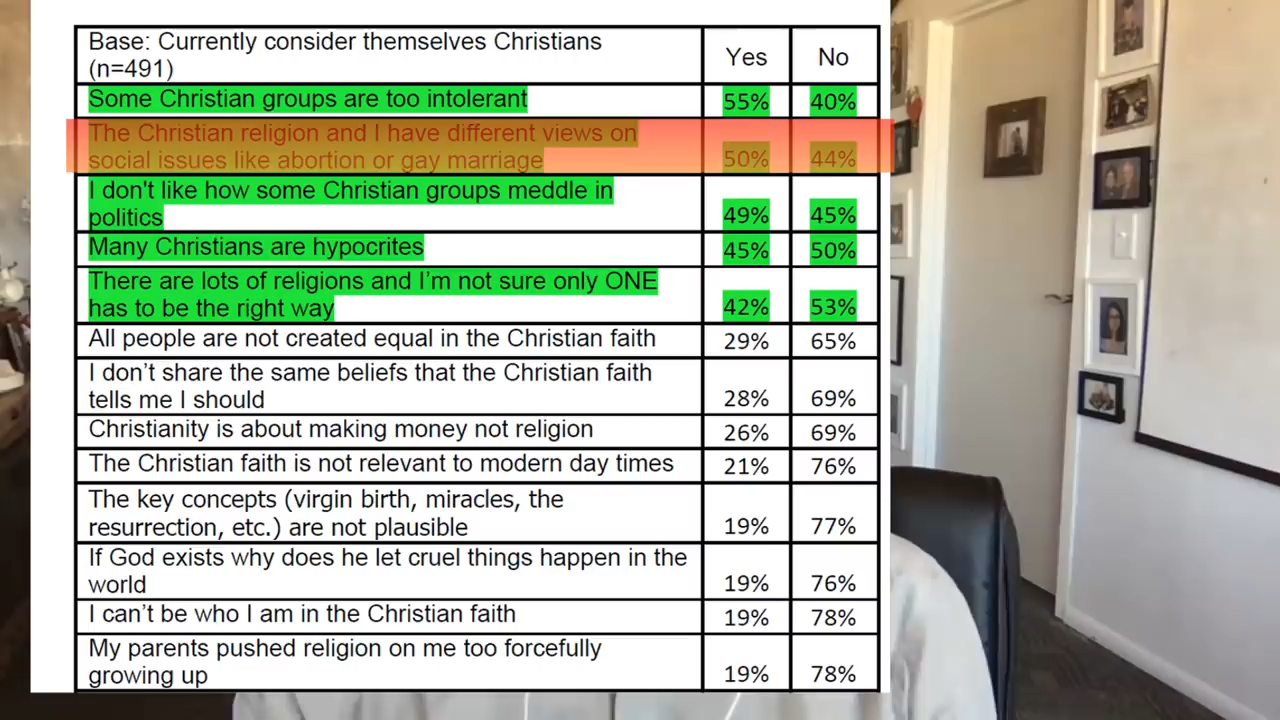 Base: Currently consider themselves Christians
(n=491)
Yes
No
Some Christian groups are too intolerant
55%
40%
The Christian religion and I have different views on
social issues like abortion or gay marriage
50%
44%
I don't like how some Christian groups meddle in
politics
49%
45%
Many Christians are hypocrites
45%
50%
There are lots of religions and I'm not sure only ONE
has to be the right way
42%
53%
All people are not created equal in the Christian faith
29%
65%
I don't share the same beliefs that the Christian faith
tells me I should
28%
69%
Christianity is about making money not religion
26%
69%
The Christian faith is not relevant to modern day times
21%
76%
The key concepts (virgin birth, miracles, the
resurrection, etc.) are not plausible
19%
77%
If God exists why does he let cruel things happen in the
world
19%
76%
I can't be who I am in the Christian faith
19%
78%
My parents pushed religion on me too forcefully
growing up
19%
78%